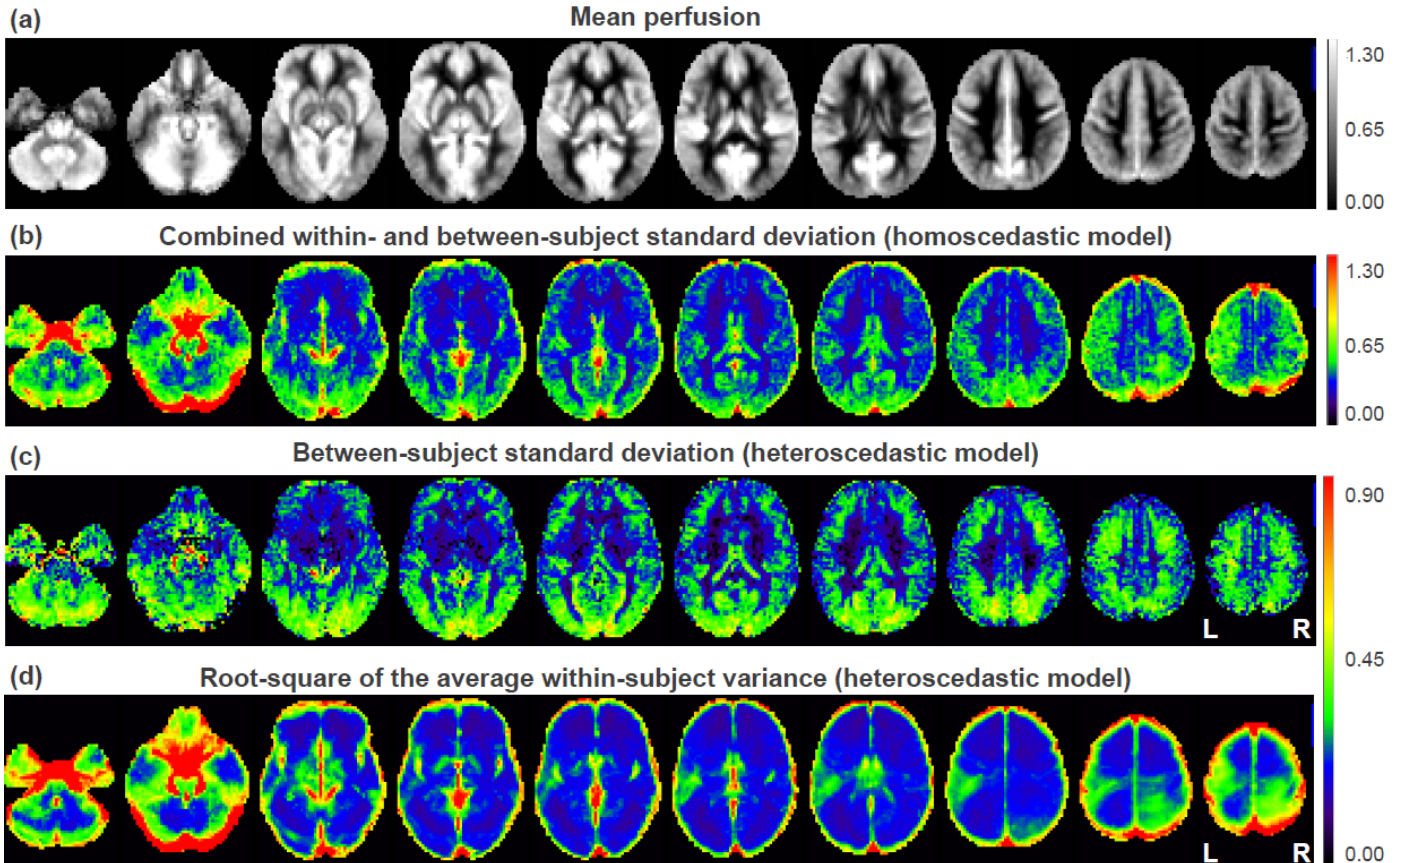 (a)
Mean perfusion
1.30
0.65
0.00
(b)
Combined within- and between-subject standard deviation (homoscedastic model)
1.30
0.65
0.00
(c)
Between-subject standard deviation (heteroscedastic model)
0.90
L R
(d)
Root-square of the average within-subject variance (heteroscedastic model)
0.45
L R
0.00